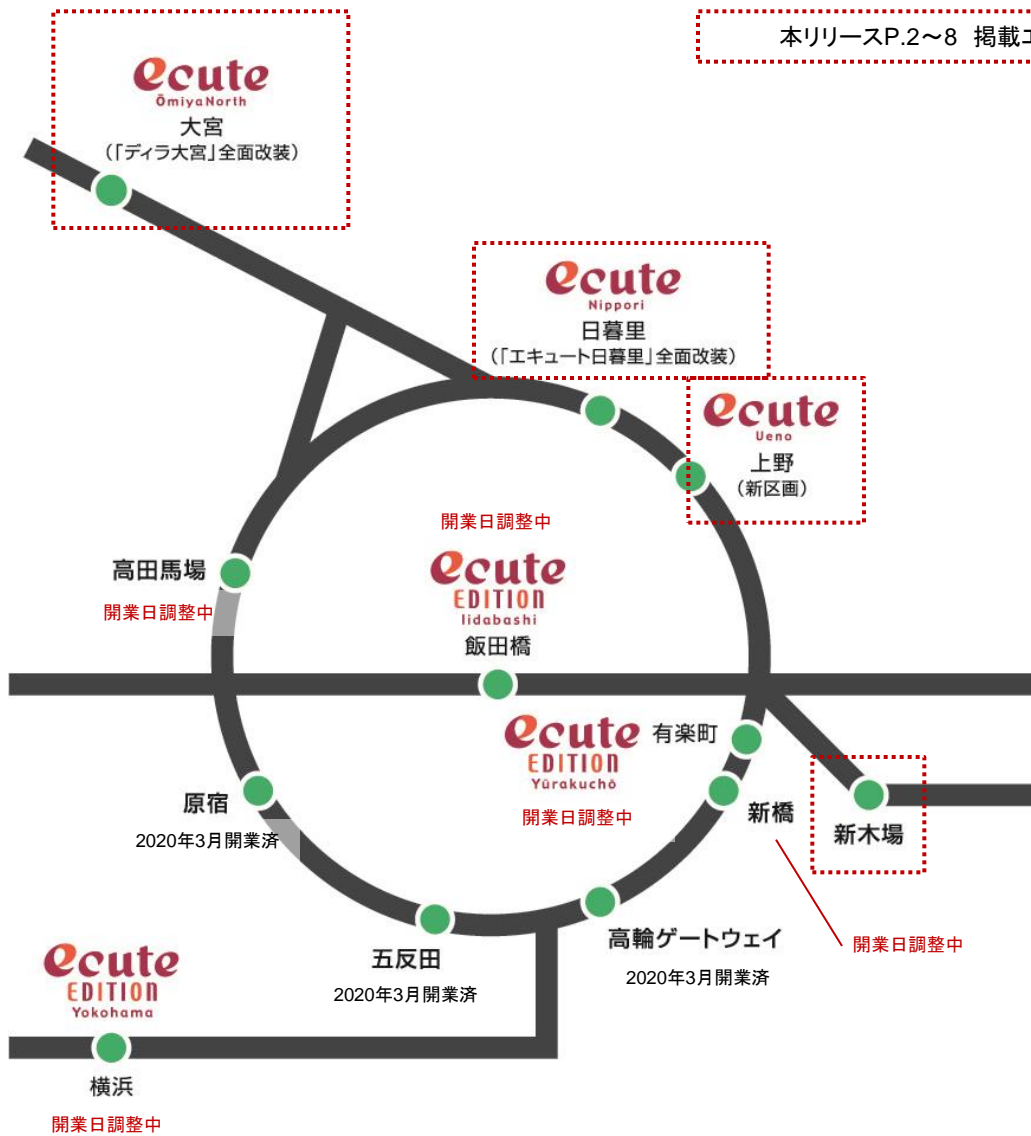 本リリースP.2～8 掲載エ
ecute
ŌmiyaNorth
大宮
（「ディラ大宮」全面改装）
ecute
Nippori
日暮里
（「エキュート日暮里」全面改装）
ecute
Ueno
上野
（新区画）
開業日調整中
ecute
EDITION
Iidabashi
飯田橋
高田馬場
開業日調整中
ecute
EDITION
Yūrakuchō
有楽町
開業日調整中
新橋
開業日調整中
新木場
原宿
2020年3月開業済
高輪ゲートウェイ
2020年3月開業済
五反田
2020年3月開業済
ecute
EDITION
Yokohama
横浜
開業日調整中